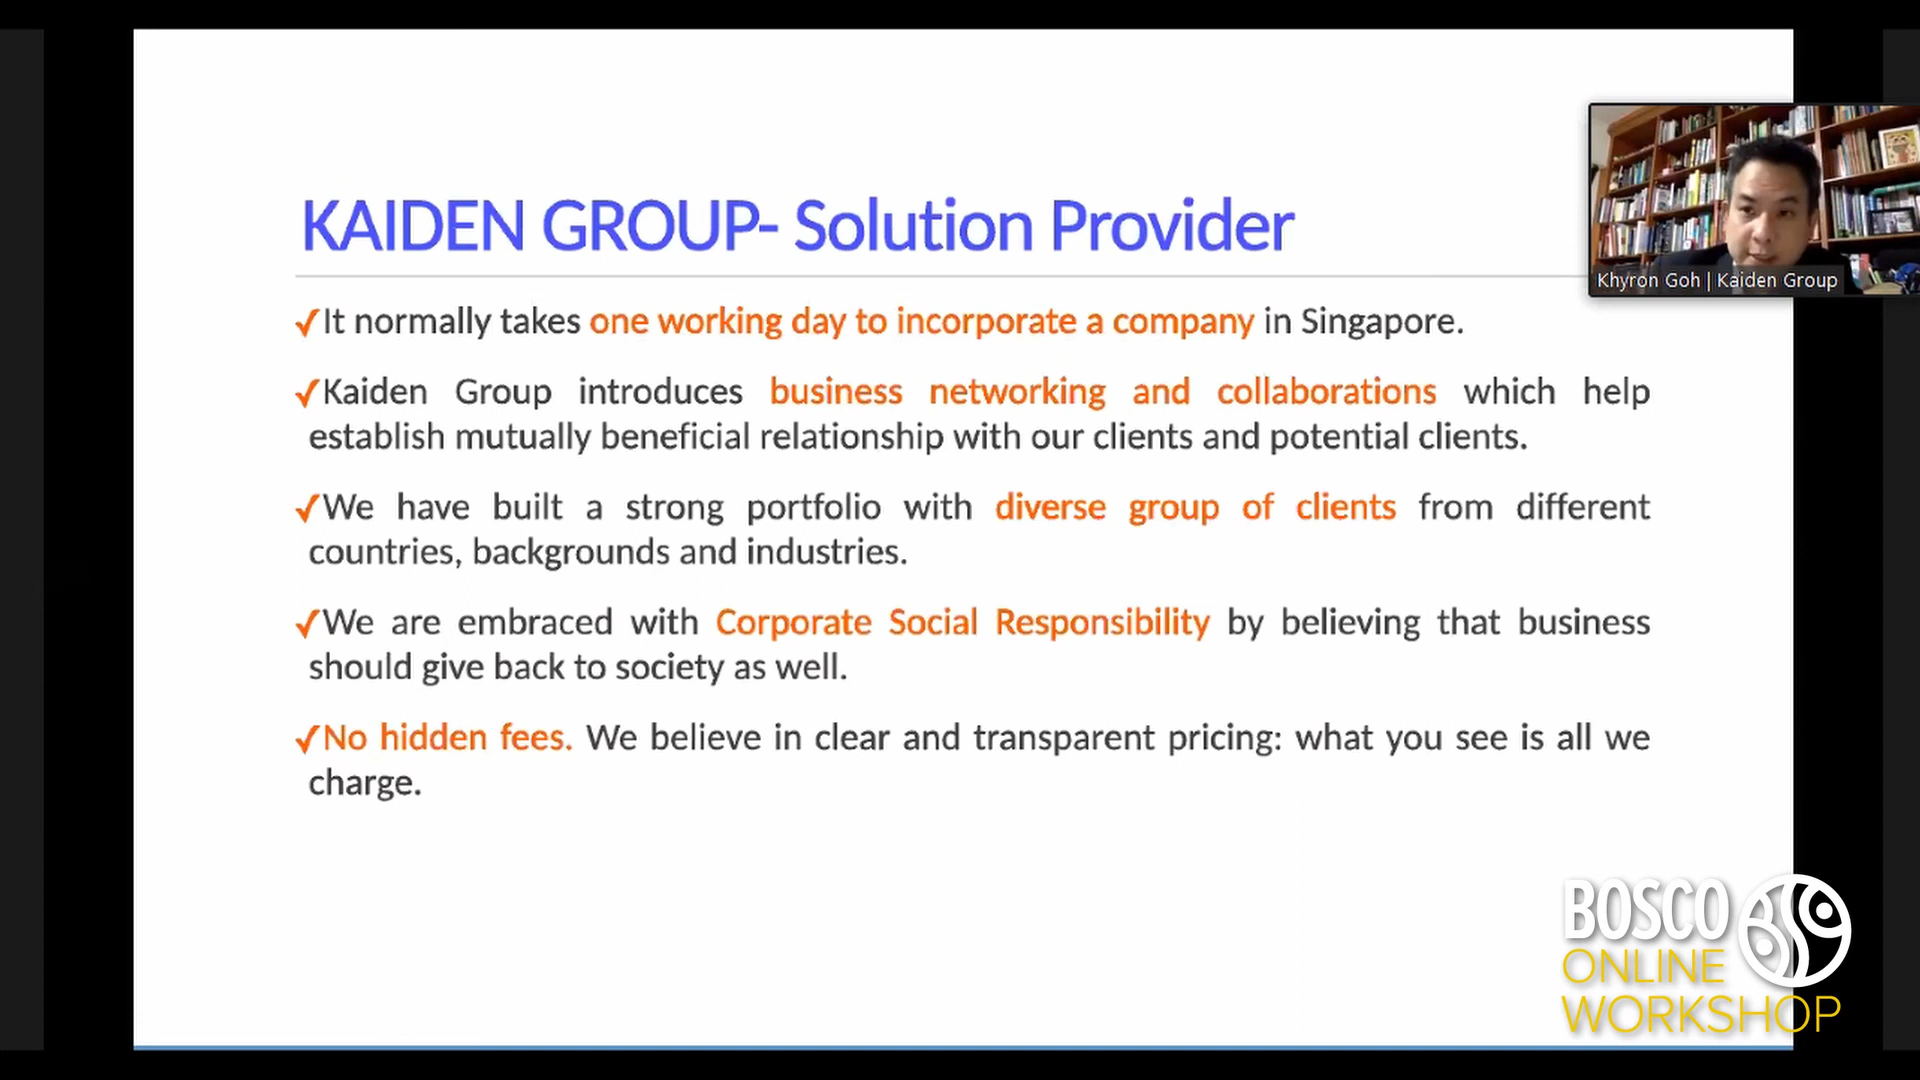 KAIDEN GROUP- Solution Provider
Khyron Goh | Kaiden Group
✓It normally takes one working day to incorporate a company in Singapore.
✓Kaiden Group introduces business networking and collaborations which help
establish mutually beneficial relationship with our clients and potential clients.
✓We have built a strong portfolio with diverse group of clients from different
countries, backgrounds and industries.
✓We are embraced with Corporate Social Responsibility by believing that business
should give back to society as well.
✓No hidden fees. We believe in clear and transparent pricing: what you see is all we
charge.
BOSCO
ONLINE
WORKSHOP